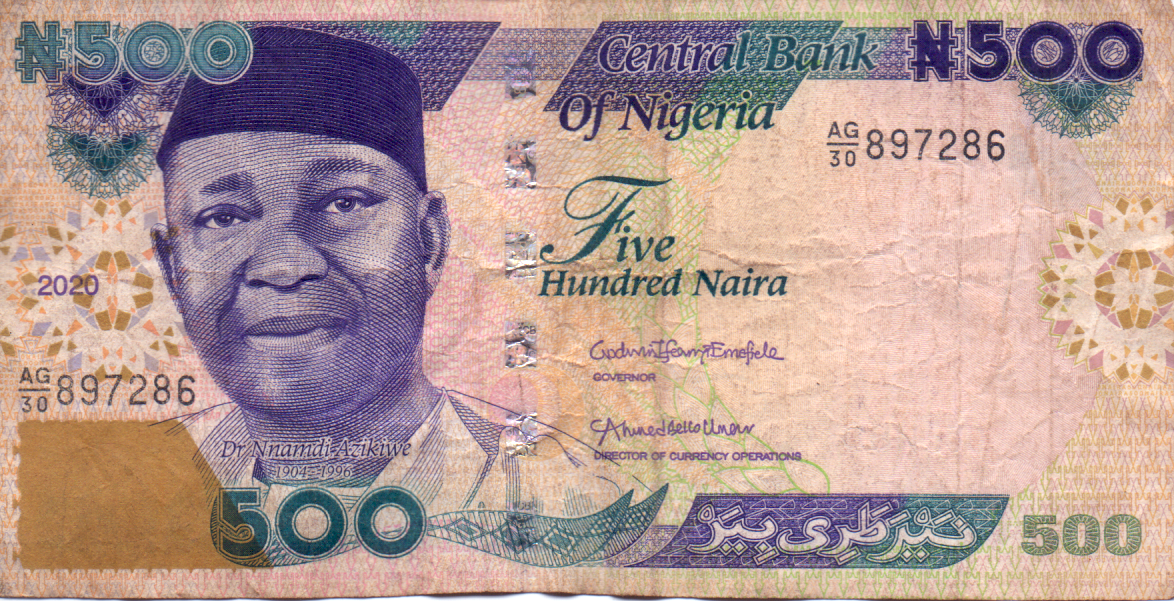 ₦500
Central Bank
Of Nigeria
₦500
AG/30 897286
Five
Hundred Naira
2020
GOVERNOR
AG/30 897286
DIRECTOR OF CURRENCY OPERATIONS
Dr Nnamdi Azikiwe
1904-1996
500
نَيْرَ طَرِى بِيَرْ
500